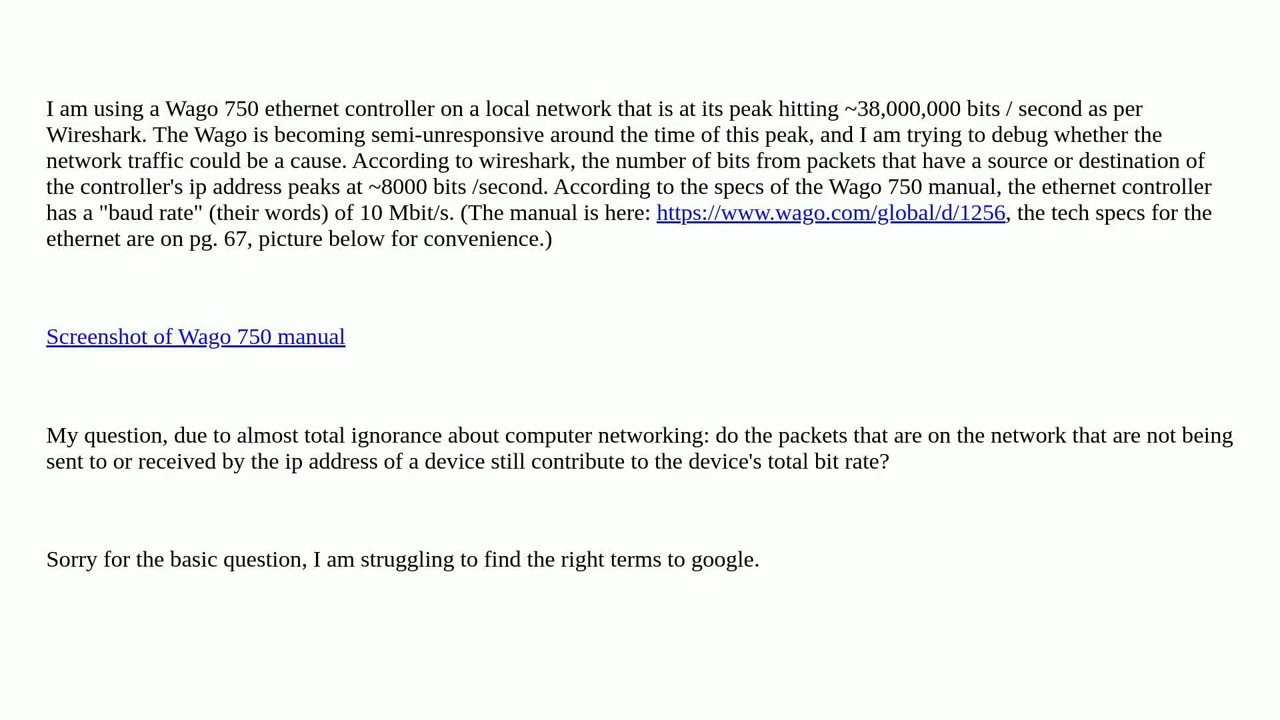 I am using a Wago 750 ethernet controller on a local network that is at its peak hitting ~38,000,000 bits / second as per
Wireshark. The Wago is becoming semi-unresponsive around the time of this peak, and I am trying to debug whether the
network traffic could be a cause. According to wireshark, the number of bits from packets that have a source or destination of
the controller's ip address peaks at ~8000 bits /second. According to the specs of the Wago 750 manual, the ethernet controller
has a "baud rate" (their words) of 10 Mbit/s. (The manual is here: https://www.wago.com/global/d/1256, the tech specs for the
ethernet are on pg. 67, picture below for convenience.)
Screenshot of Wago 750 manual
My question, due to almost total ignorance about computer networking: do the packets that are on the network that are not being
sent to or received by the ip address of a device still contribute to the device's total bit rate?
Sorry for the basic question, I am struggling to find the right terms to google.